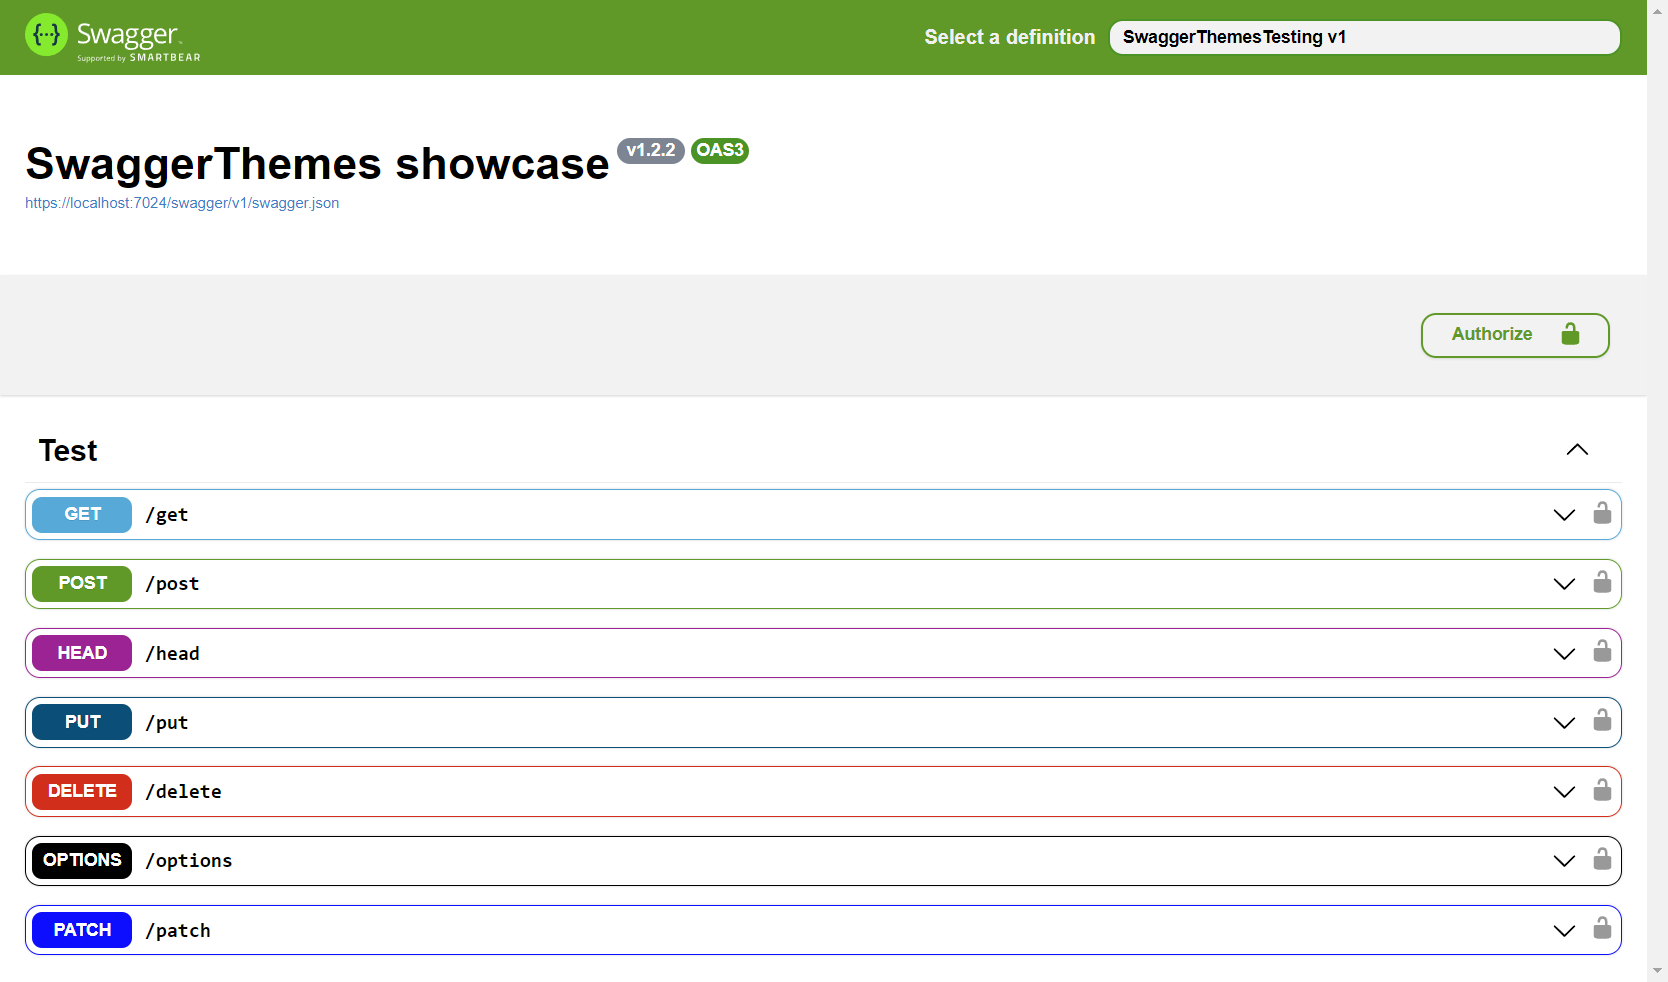 Swagger
Supported by SMARTBEAR
Select a definition
SwaggerThemesTesting v1
SwaggerThemes showcase v1.2.2 OAS3
https://localhost:7024/swagger/v1/swagger.json
Authorize
Test
GET /get
POST /post
HEAD /head
PUT /put
DELETE /delete
OPTIONS /options
PATCH /patch